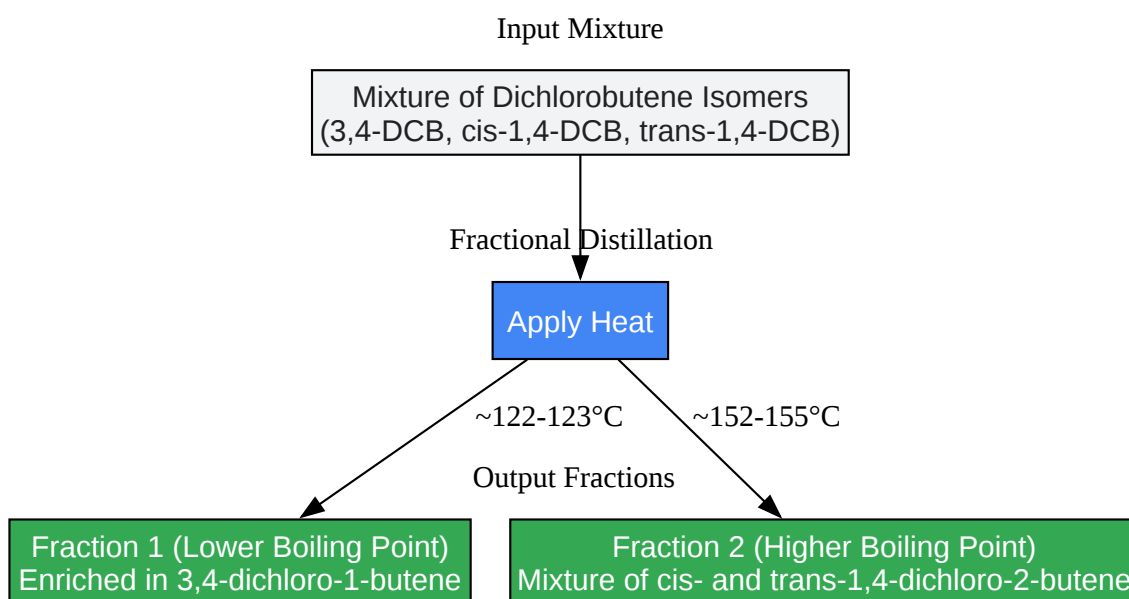 Input Mixture
Mixture of Dichlorobutene Isomers
(3,4-DCB, cis-1,4-DCB, trans-1,4-DCB)
Fractional Distillation
Apply Heat
~122-123°C
~152-155°C
Output Fractions
Fraction 1 (Lower Boiling Point)
Enriched in 3,4-dichloro-1-butene
Fraction 2 (Higher Boiling Point)
Mixture of cis- and trans-1,4-dichloro-2-butene